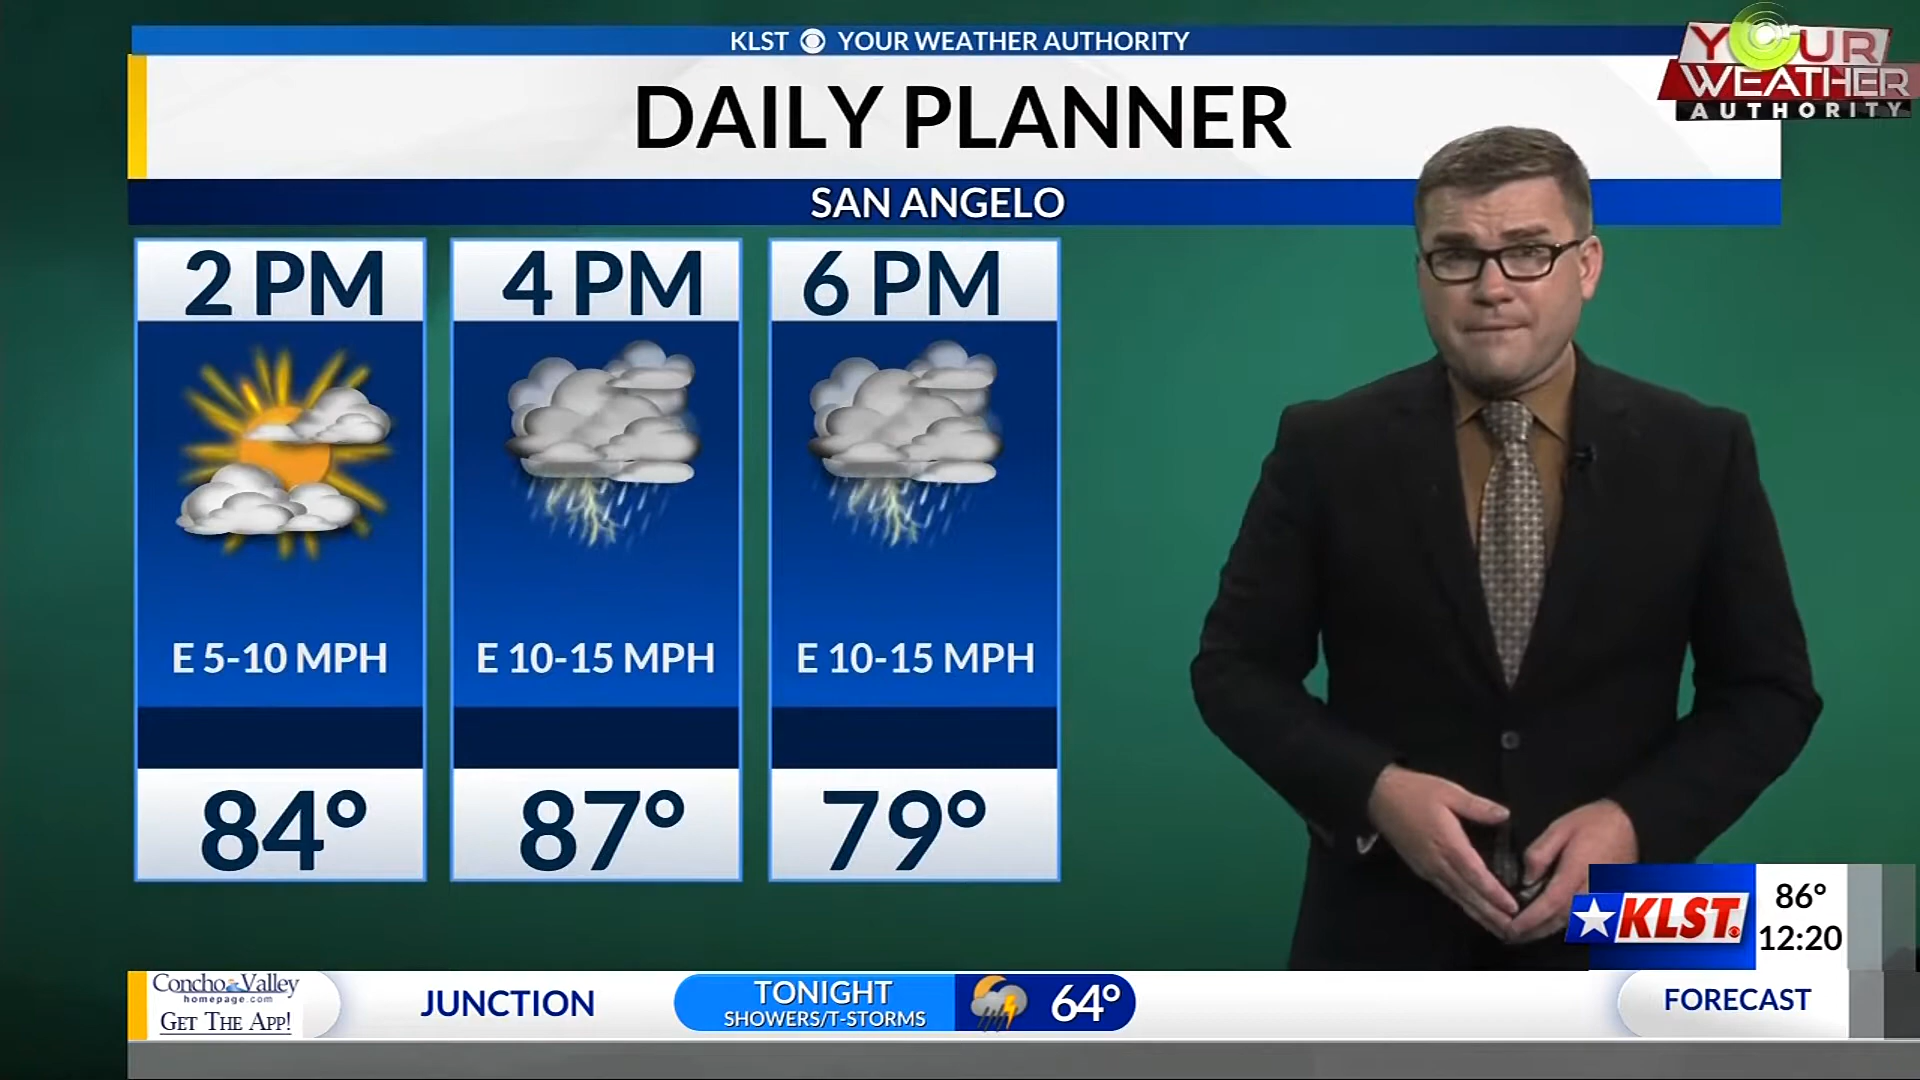 KLST YOUR WEATHER AUTHORITY
YOUR
WEATHER
AUTHORITY
DAILY PLANNER
SAN ANGELO
2 PM
4 PM
6 PM
E 5-10 MPH
E 10-15 MPH
E 10-15 MPH
84°
87°
79°
KLST
86°
12:20
Concho Valley
homepage.com
GET THE APP!
JUNCTION
TONIGHT
SHOWERS/T-STORMS
64°
FORECAST